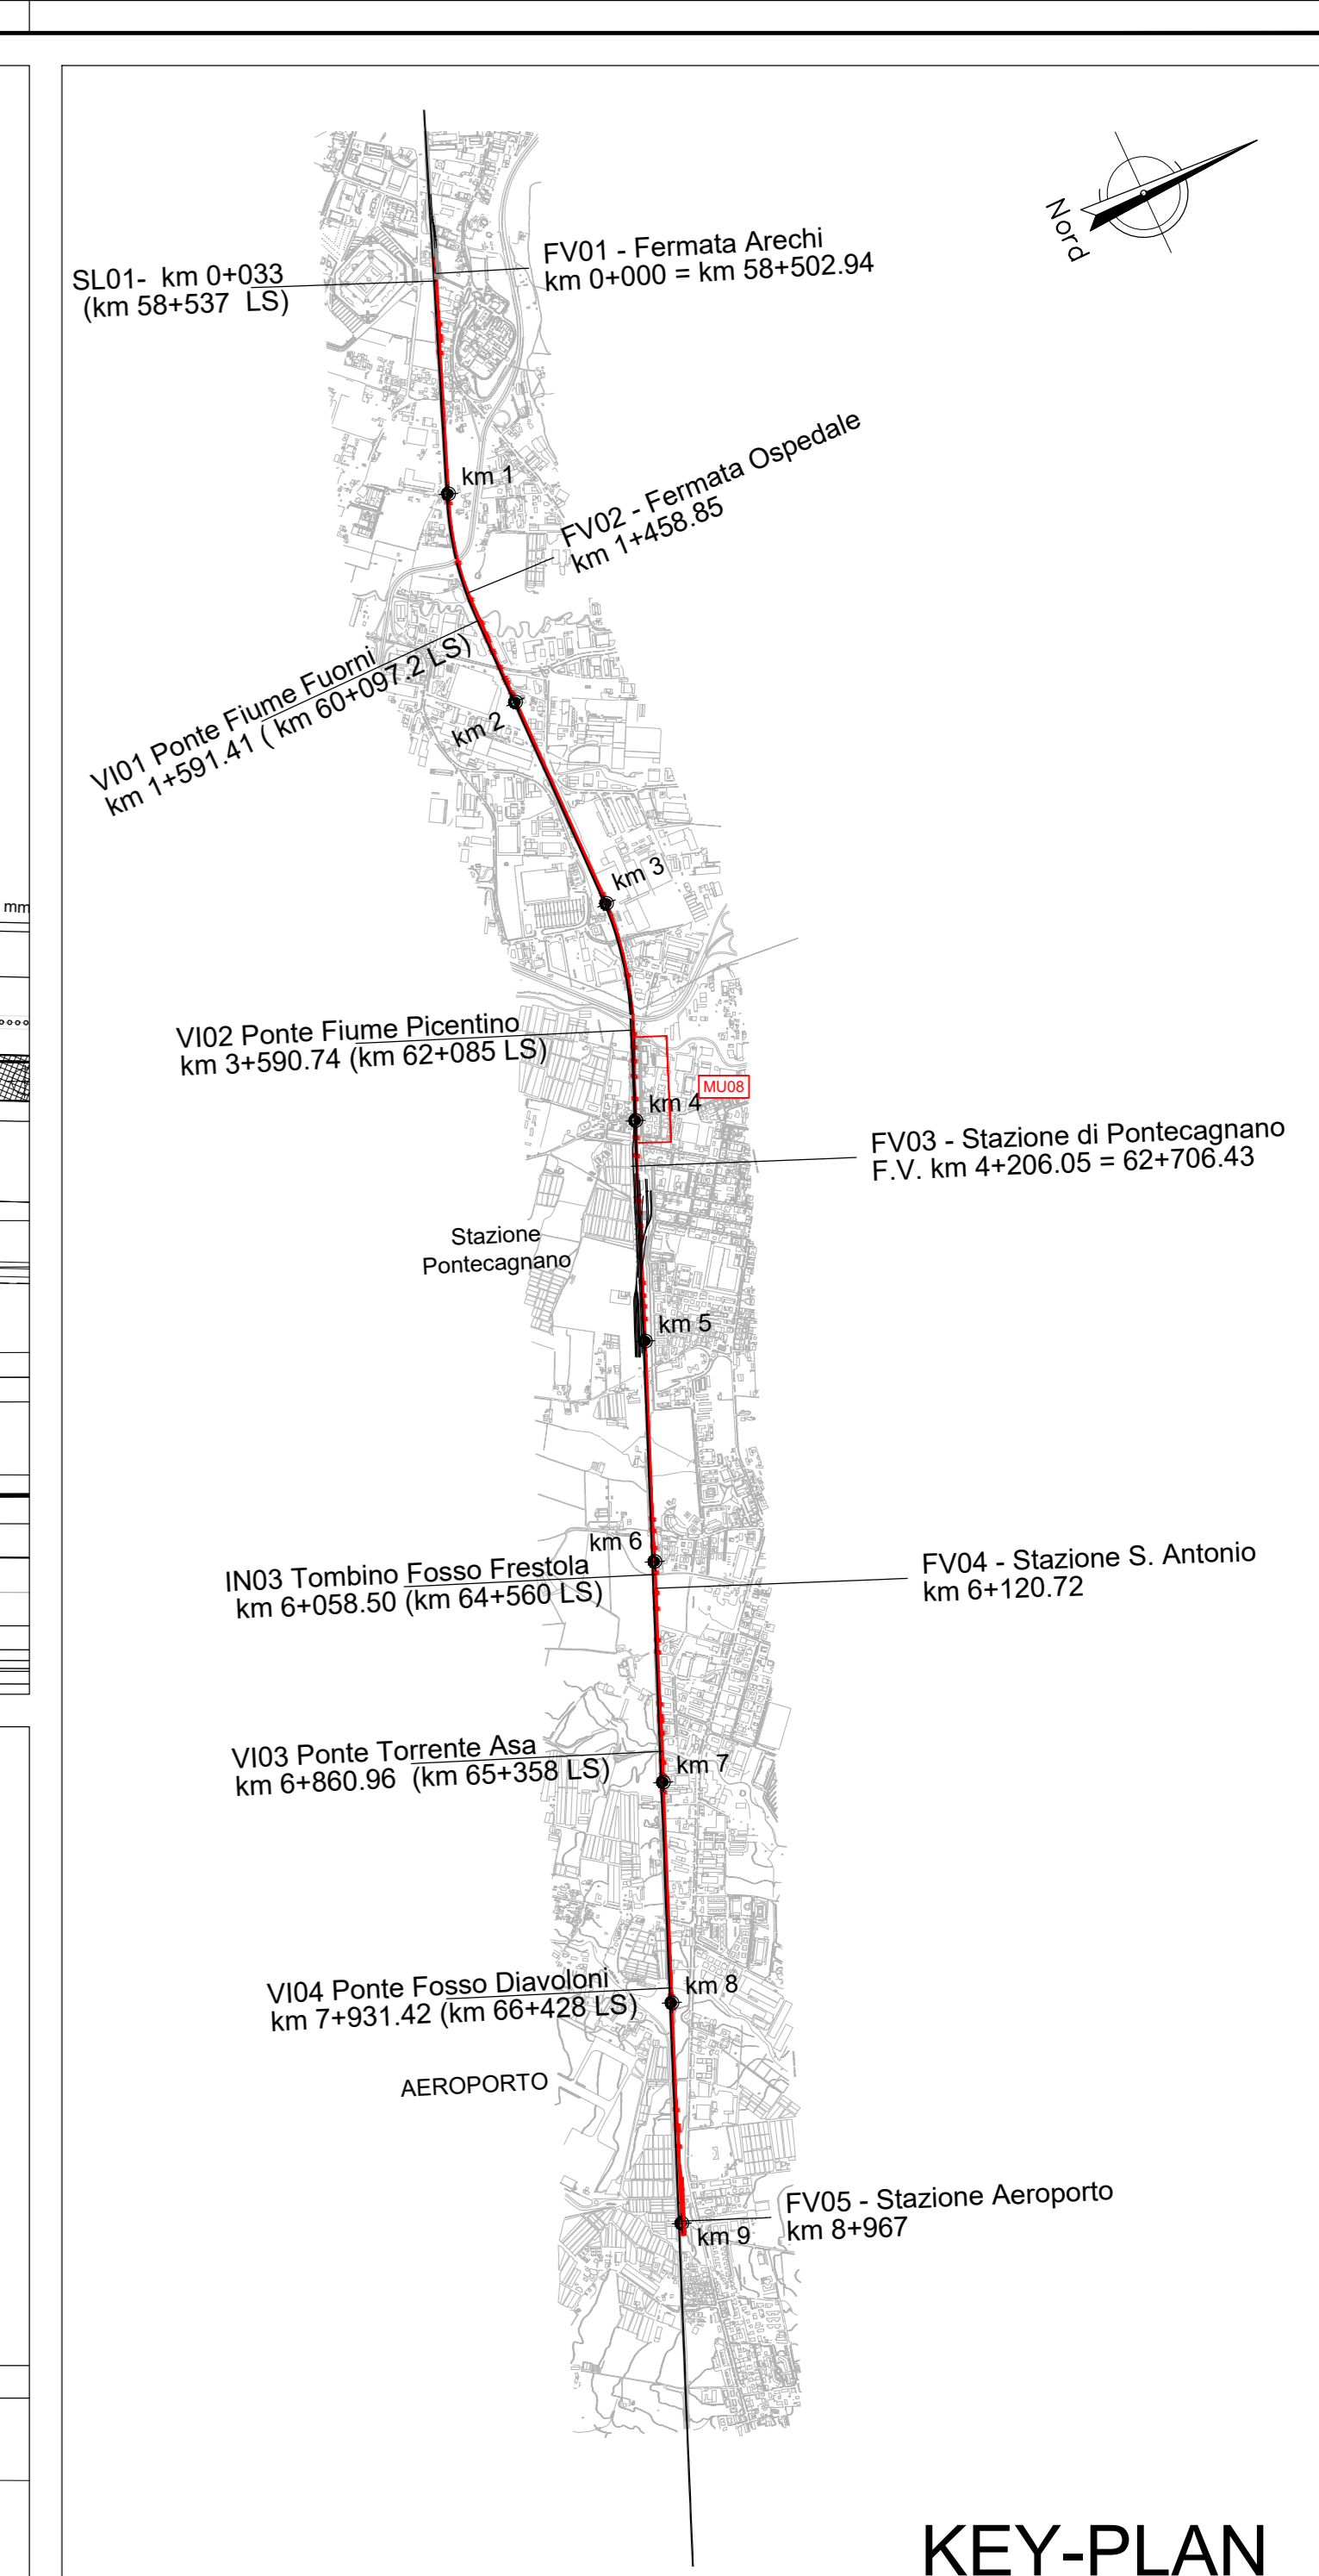 Nord
FV01 - Fermata Arechi
km 0+000 = km 58+502.94
SL01- km 0+033
(km 58+537 LS)
km 1
FV02 - Fermata Ospedale
km 1+458.85
VI01 Ponte Fiume Fuorni
km 1+591.41 ( km 60+097.2 LS)
km 2
km 3
mm
VI02 Ponte Fiume Picentino
km 3+590.74 (km 62+085 LS)
MU08
km 4
FV03 - Stazione di Pontecagnano
F.V. km 4+206.05 = 62+706.43
Stazione
Pontecagnano
km 5
km 6
IN03 Tombino Fosso Frestola
km 6+058.50 (km 64+560 LS)
FV04 - Stazione S. Antonio
km 6+120.72
VI03 Ponte Torrente Asa
km 6+860.96 (km 65+358 LS)
km 7
VI04 Ponte Fosso Diavoloni
km 7+931.42 (km 66+428 LS)
km 8
AEROPORTO
FV05 - Stazione Aeroporto
km 8+967
km 9
KEY-PLAN